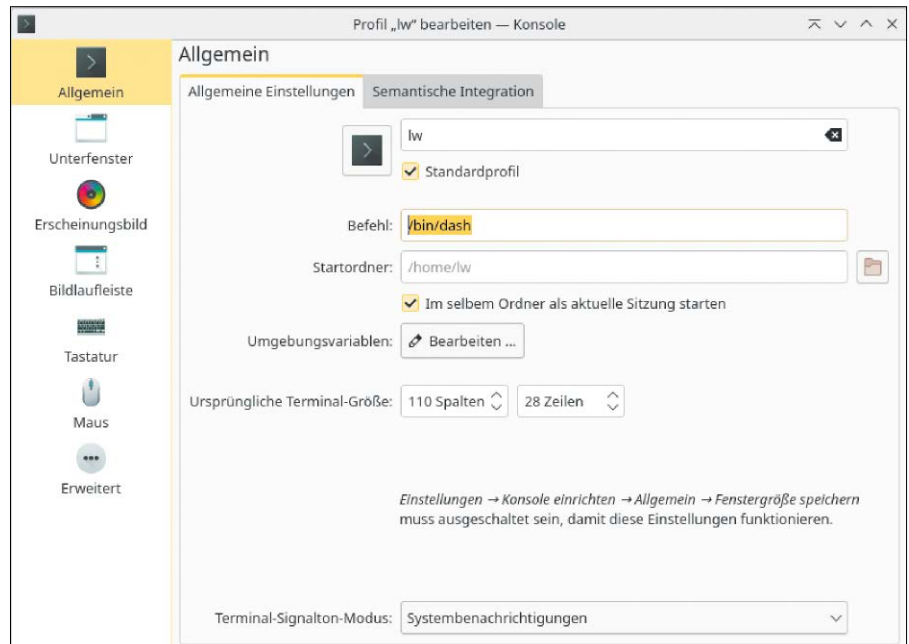 Profil „lw“ bearbeiten — Konsole
Allgemein
Unterfenster
Erscheinungsbild
Bildlaufleiste
Tastatur
Maus
Erweitert
Allgemein
Allgemeine Einstellungen Semantische Integration
lw
Standardprofil
Befehl: /bin/dash
Startordner: /home/lw
Im selbem Ordner als aktuelle Sitzung starten
Umgebungsvariablen: Bearbeiten ...
Ursprüngliche Terminal-Größe: 110 Spalten 28 Zeilen
Einstellungen → Konsole einrichten → Allgemein → Fenstergröße speichern
muss ausgeschaltet sein, damit diese Einstellungen funktionieren.
Terminal-Signalton-Modus: Systembenachrichtigungen